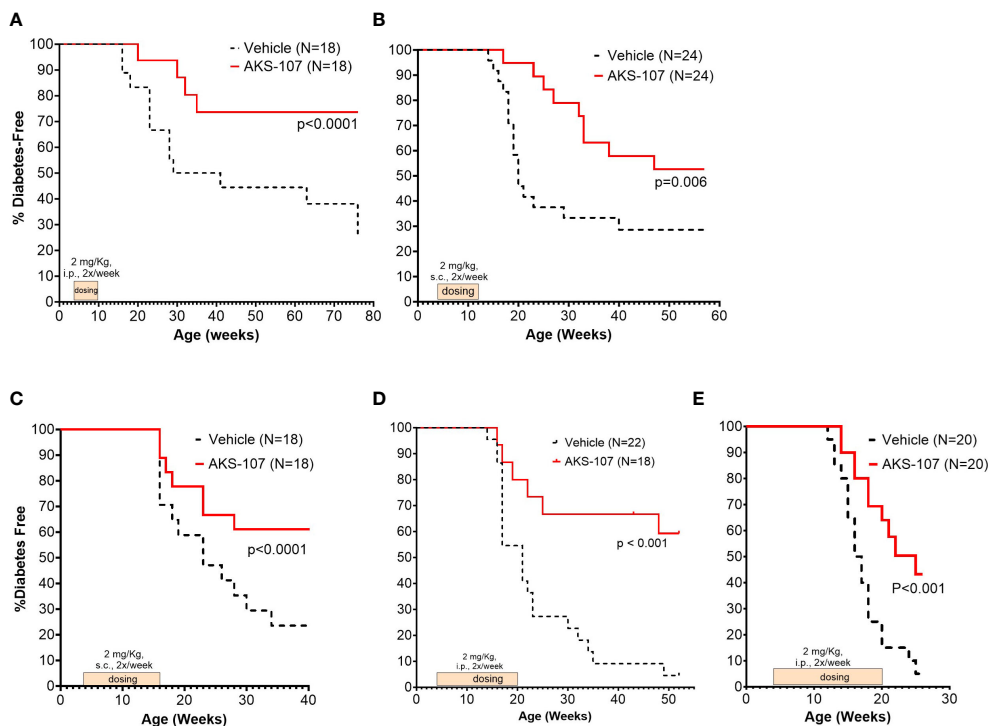 A
Vehicle (N=18)
AKS-107 (N=18)
p<0.0001
% Diabetes-Free
100
90
80
70
60
50
40
30
20
10
0
2 mg/Kg,
i.p., 2x/week
dosing
0 10 20 30 40 50 60 70 80
Age (weeks)
B
Vehicle (N=24)
AKS-107 (N=24)
p=0.006
100
90
80
70
60
50
40
30
20
10
0
2 mg/kg,
s.c., 2x/week
dosing
0 10 20 30 40 50 60
Age (Weeks)
C
Vehicle (N=18)
AKS-107 (N=18)
p<0.0001
%Diabetes Free
100
90
80
70
60
50
40
30
20
10
0
2 mg/Kg,
s.c., 2x/week
dosing
0 10 20 30 40
Age (Weeks)
D
Vehicle (N=22)
AKS-107 (N=18)
p < 0.001
100
90
80
70
60
50
40
30
20
10
0
2 mg/Kg,
i.p., 2x/week
dosing
0 10 20 30 40 50
Age (Weeks)
E
Vehicle (N=20)
AKS-107 (N=20)
P<0.001
100
90
80
70
60
50
40
30
20
10
0
2 mg/Kg,
i.p., 2x/week
dosing
0 10 20 30
Age (Weeks)